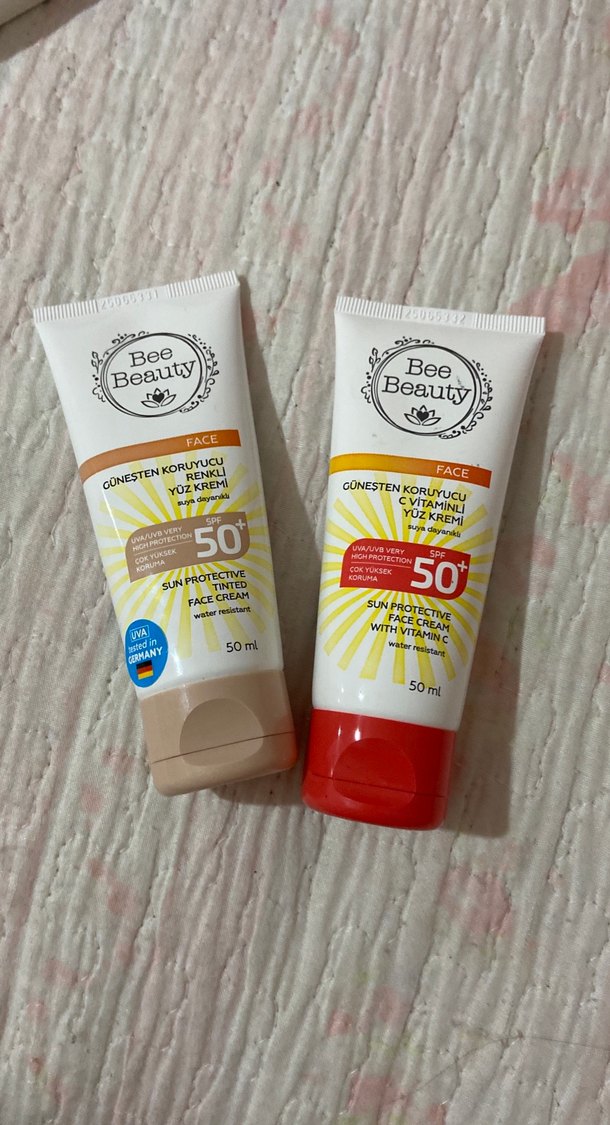 25065331
Bee
Beauty
FACE
GÜNEŞTEN KORUYUCU
RENKLİ
YÜZ KREMİ
suya dayanıklı
UVA/UVB VERY
HIGH PROTECTION
ÇOK YÜKSEK
KORUMA
SPF
50+
SUN PROTECTIVE
TINTED
FACE CREAM
water resistant
UVA
tested in
GERMANY
50 ml
25065332
Bee
Beauty
FACE
GÜNEŞTEN KORUYUCU
C VİTAMİNLİ
YÜZ KREMİ
suya dayanıklı
UVA/UVB VERY
HIGH PROTECTION
ÇOK YÜKSEK
KORUMA
SPF
50+
SUN PROTECTIVE
FACE CREAM
WITH VITAMIN C
water resistant
50 ml